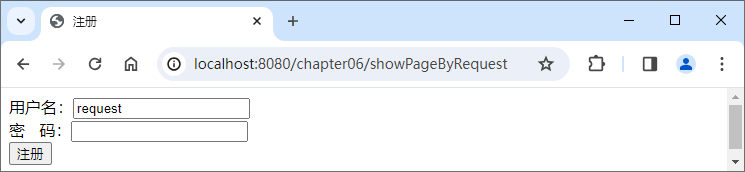 注册
localhost:8080/chapter06/showPageByRequest
用户名：request
密　码：
注册